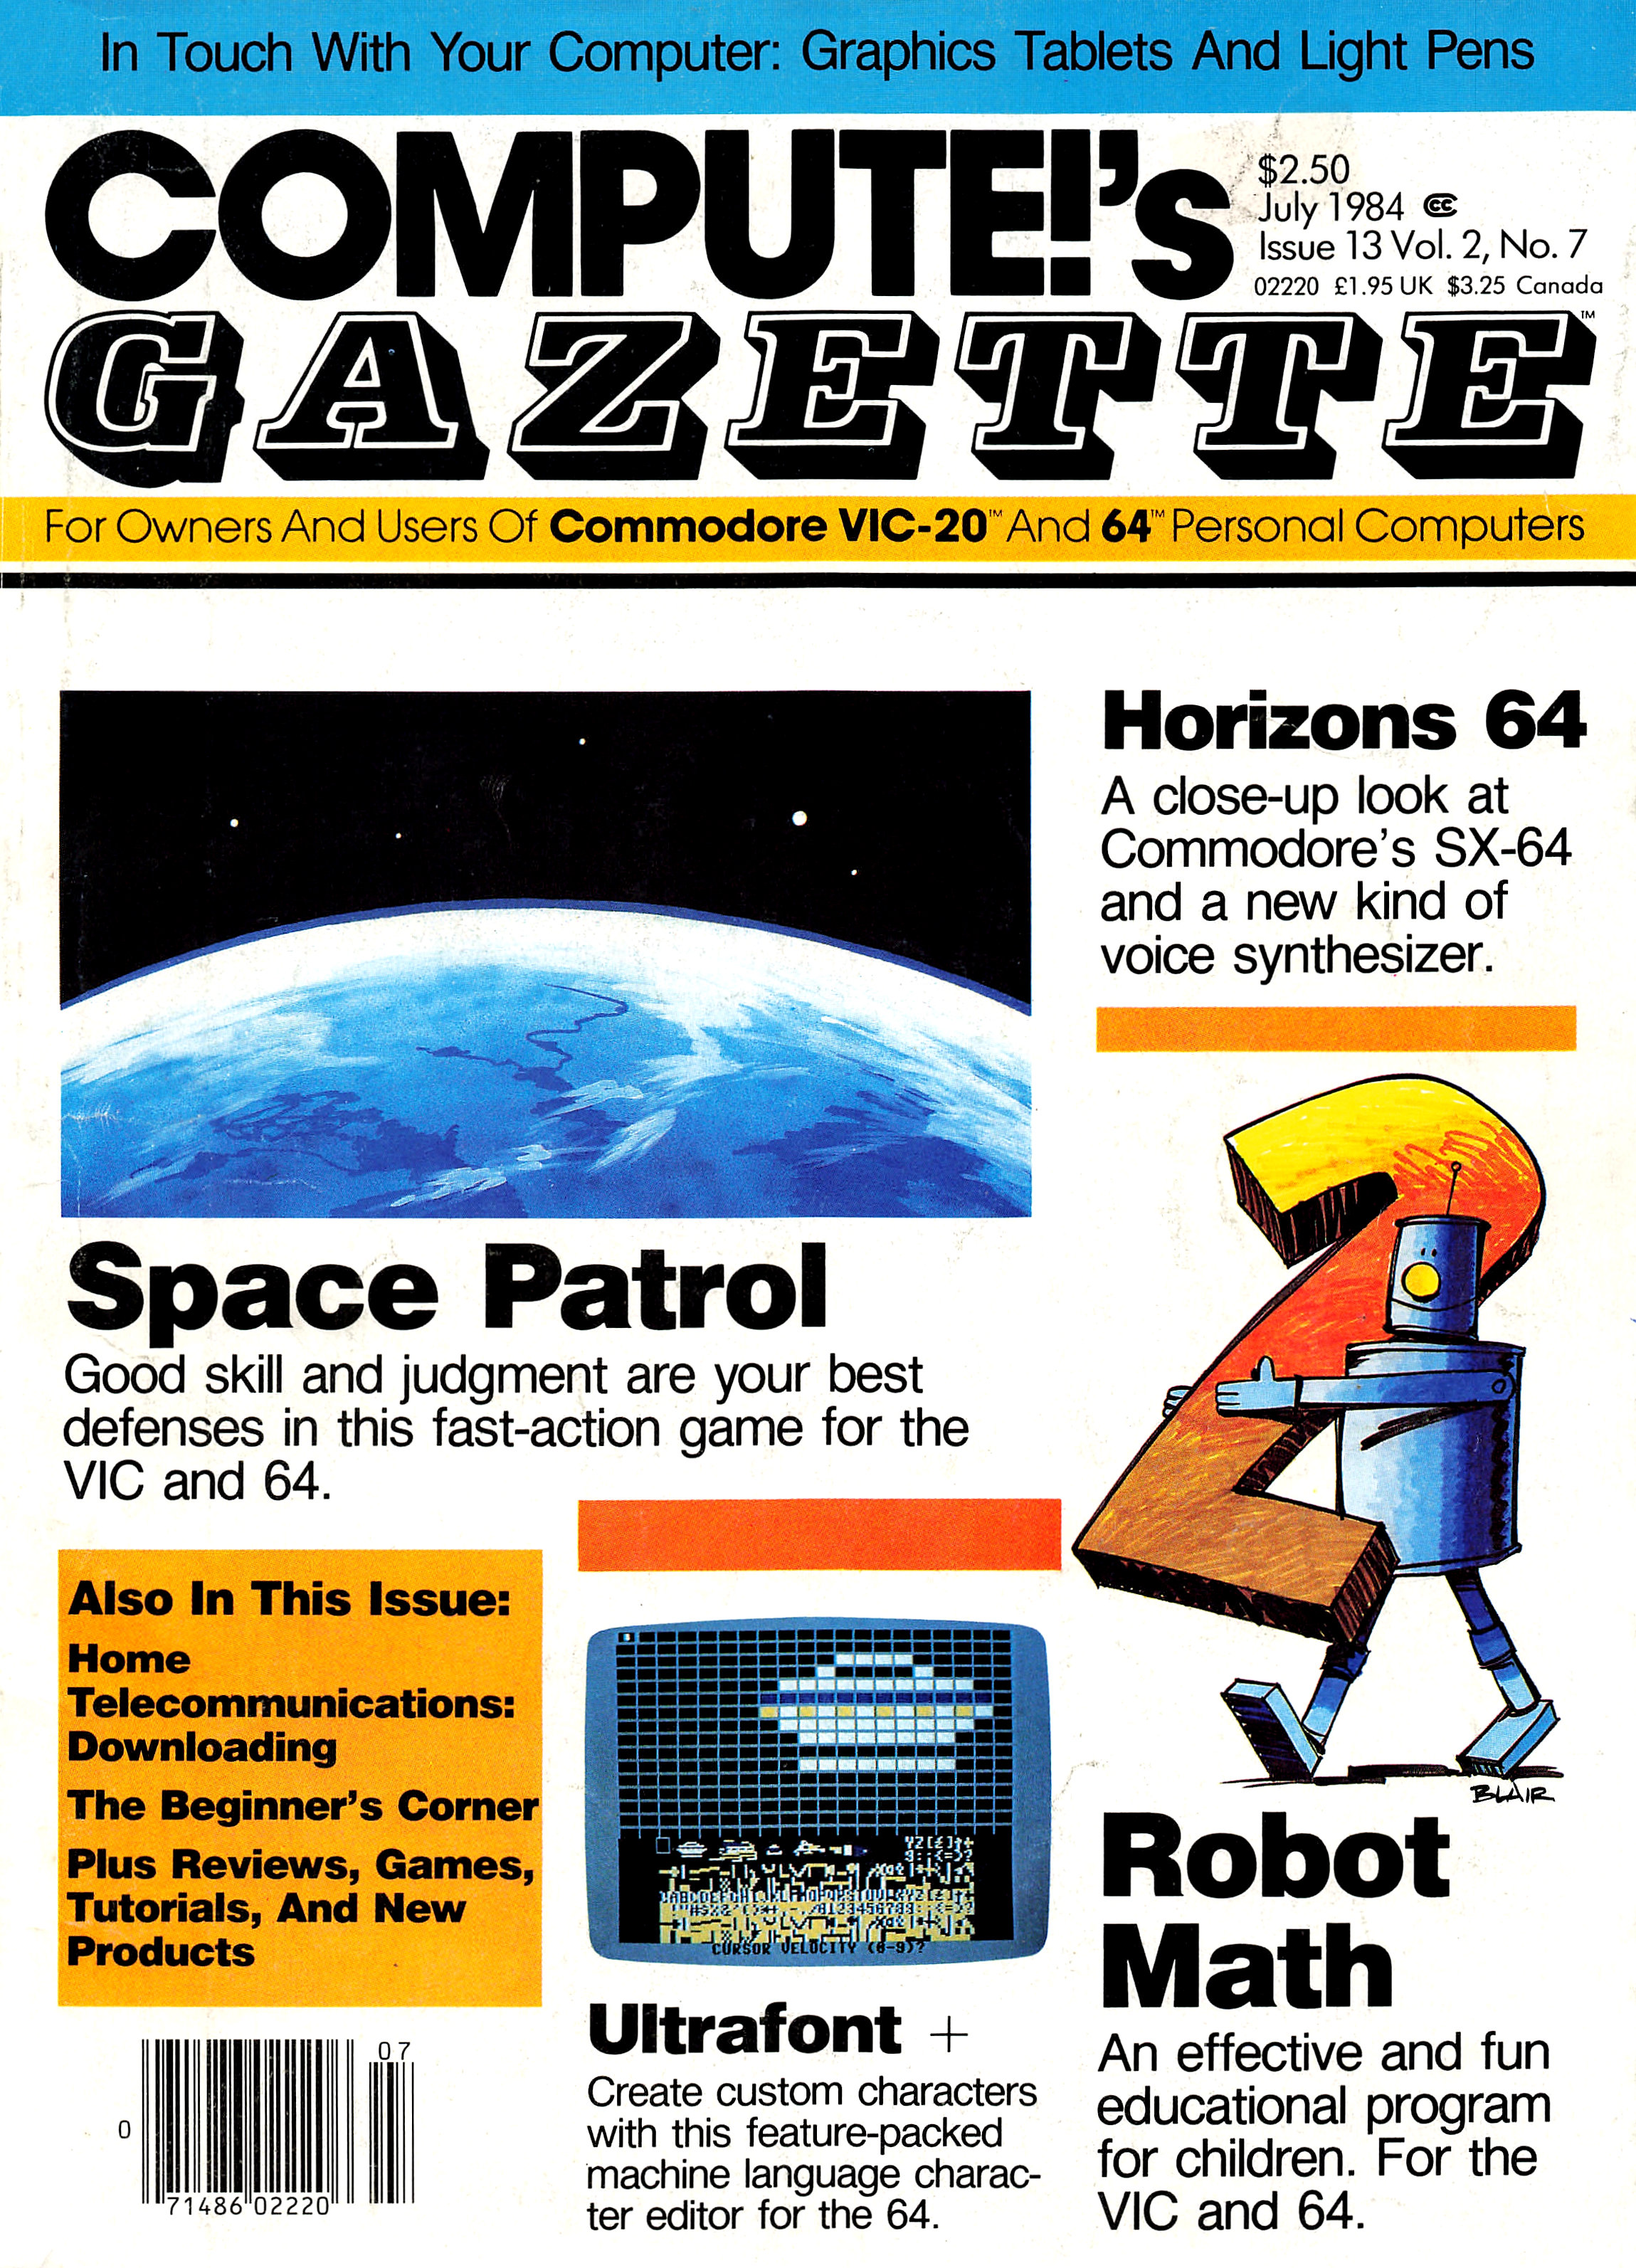 In Touch With Your Computer: Graphics Tablets And Light Pens
COMPUTE!'s
$2.50
July 1984
Issue 13 Vol. 2, No. 7
02220 £1.95 UK $3.25 Canada
GAZETTE™
For Owners And Users Of Commodore VIC-20™ And 64™ Personal Computers
Horizons 64
A close-up look at
Commodore's SX-64
and a new kind of
voice synthesizer.
Space Patrol
Good skill and judgment are your best
defenses in this fast-action game for the
VIC and 64.
Also In This Issue:
Home
Telecommunications:
Downloading
The Beginner's Corner
Plus Reviews, Games,
Tutorials, And New
Products
CURSOR VELOCITY (0-9)?
Ultrafont +
Create custom characters
with this feature-packed
machine language charac-
ter editor for the 64.
BLAIR
Robot
Math
An effective and fun
educational program
for children. For the
VIC and 64.
07
0
71486 02220